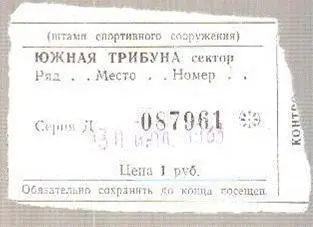 (штамп спортивного сооружения)
ЮЖНАЯ ТРИБУНА сектор
Ряд . . Место . . Номер . .
Серия Д -087961
Цена 1 руб.
Обязательно сохранить до конца посещен.
КОНТРО